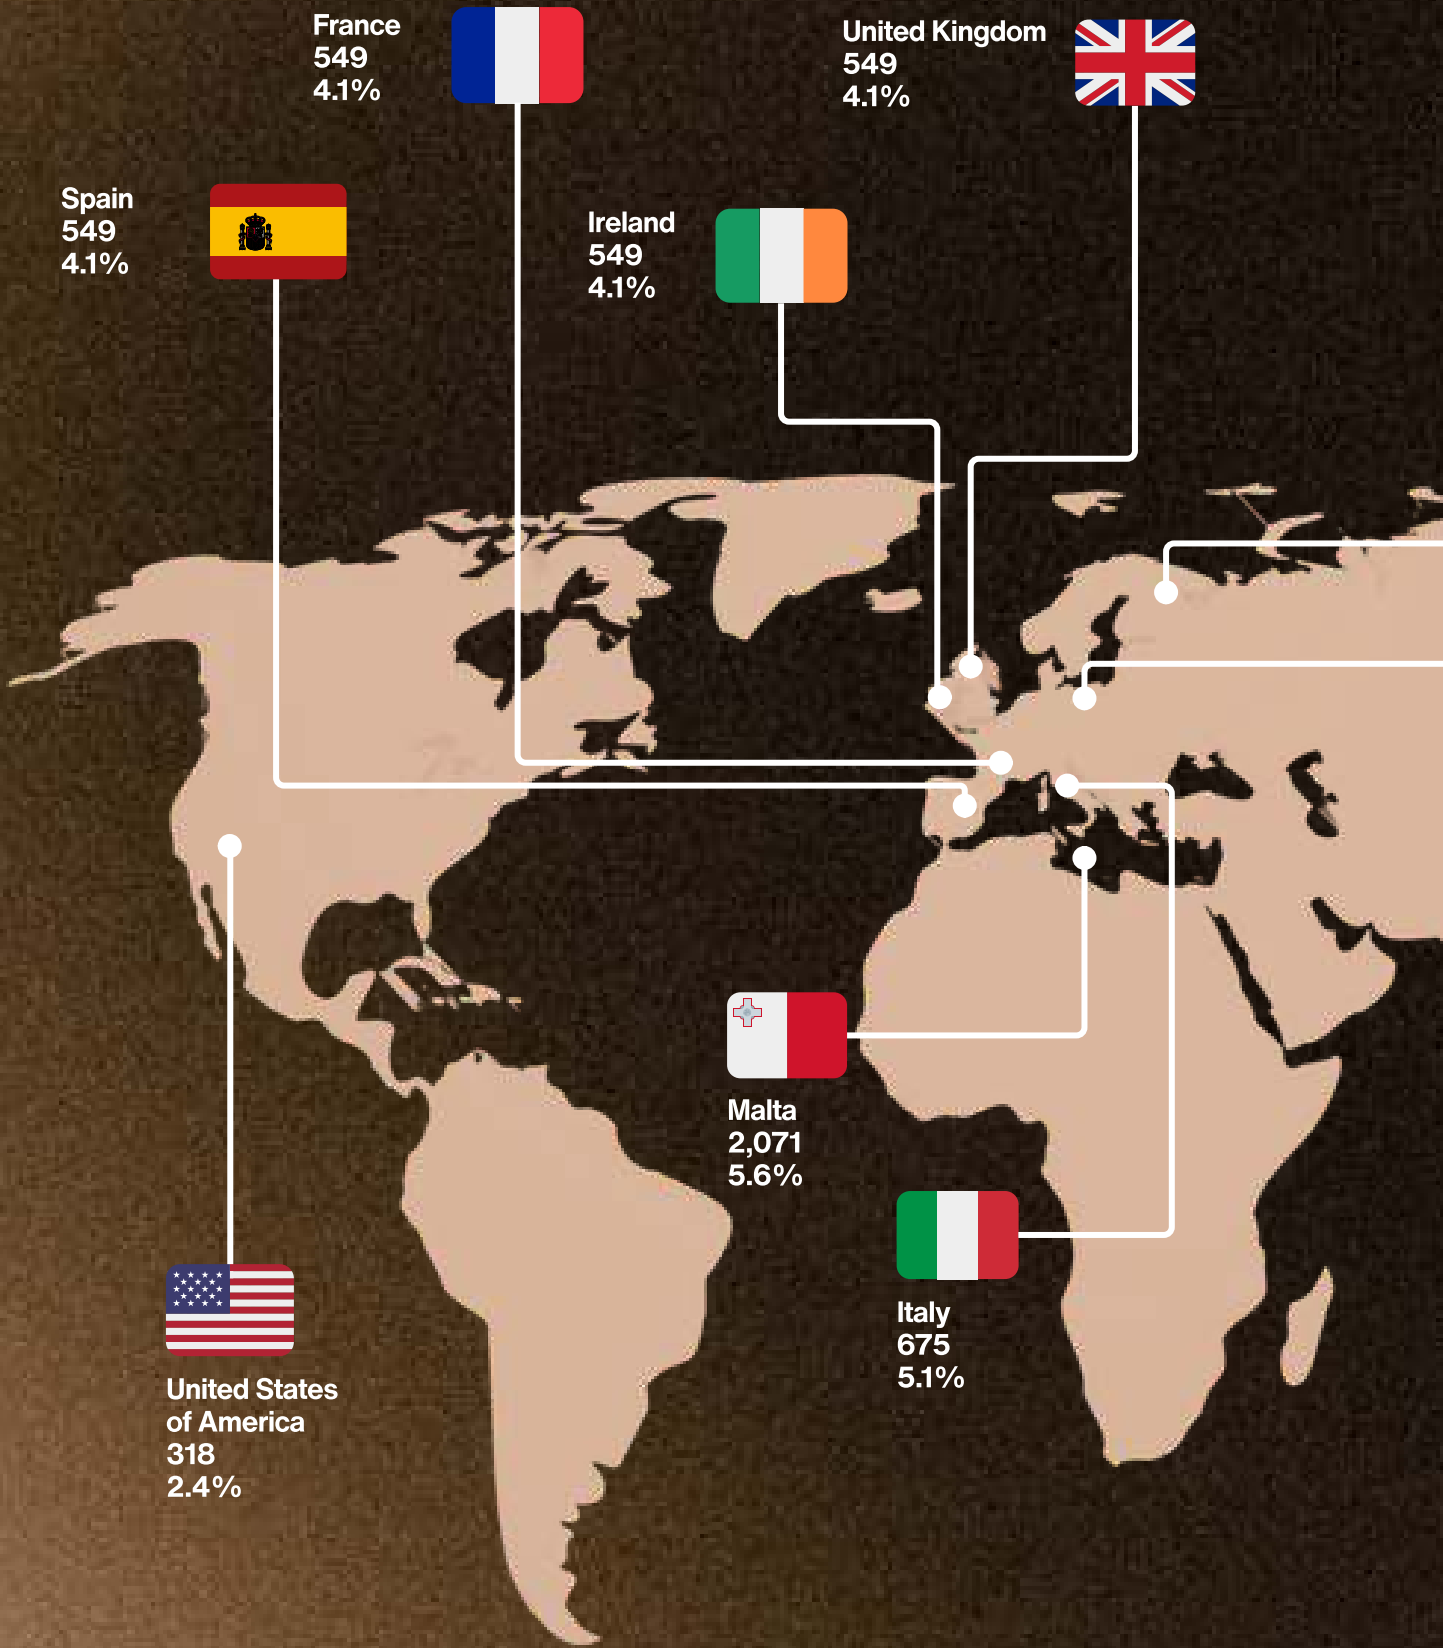 France
549
4.1%
United Kingdom
549
4.1%
Spain
549
4.1%
Ireland
549
4.1%
Malta
2,071
5.6%
Italy
675
5.1%
United States
of America
318
2.4%